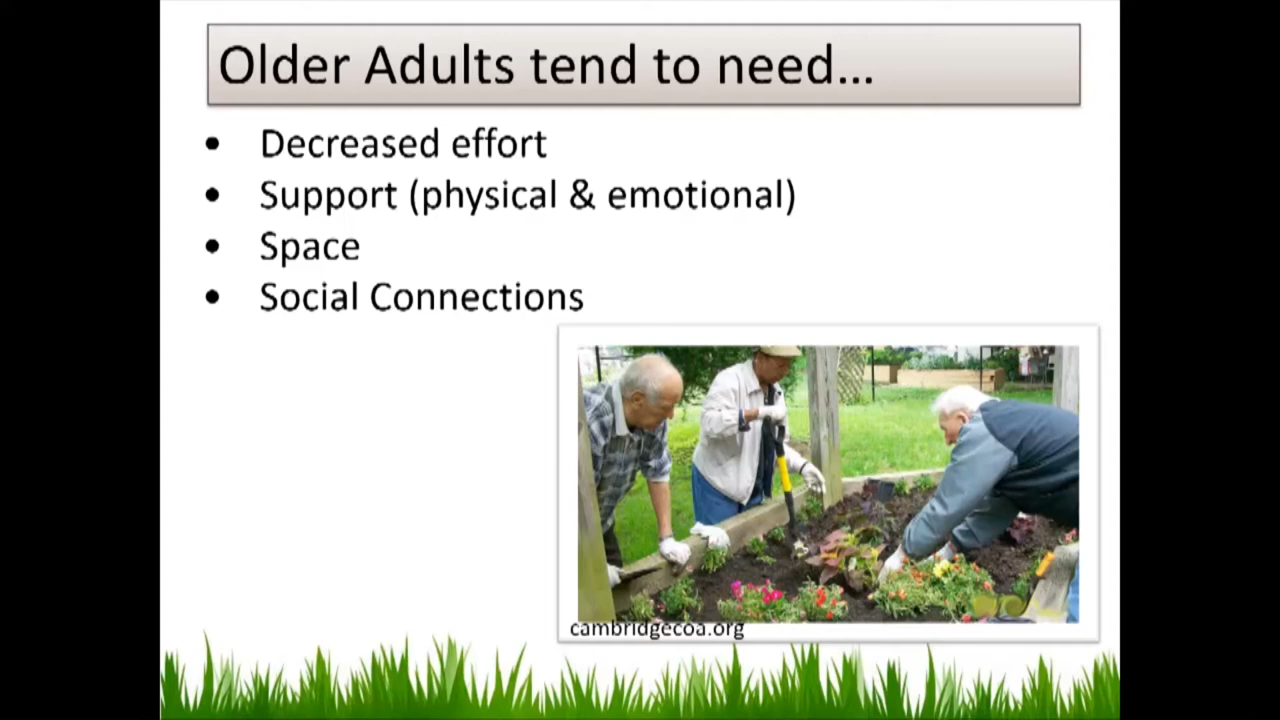 Older Adults tend to need...
• Decreased effort
• Support (physical & emotional)
• Space
• Social Connections
cambridgecoa.org